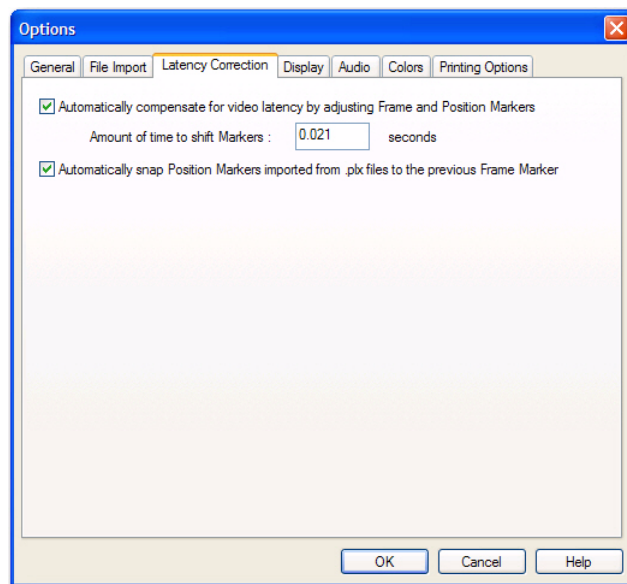 Options
General File Import Latency Correction Display Audio Colors Printing Options
Automatically compensate for video latency by adjusting Frame and Position Markers
Amount of time to shift Markers : 0.021 seconds
Automatically snap Position Markers imported from .plx files to the previous Frame Marker
OK Cancel Help